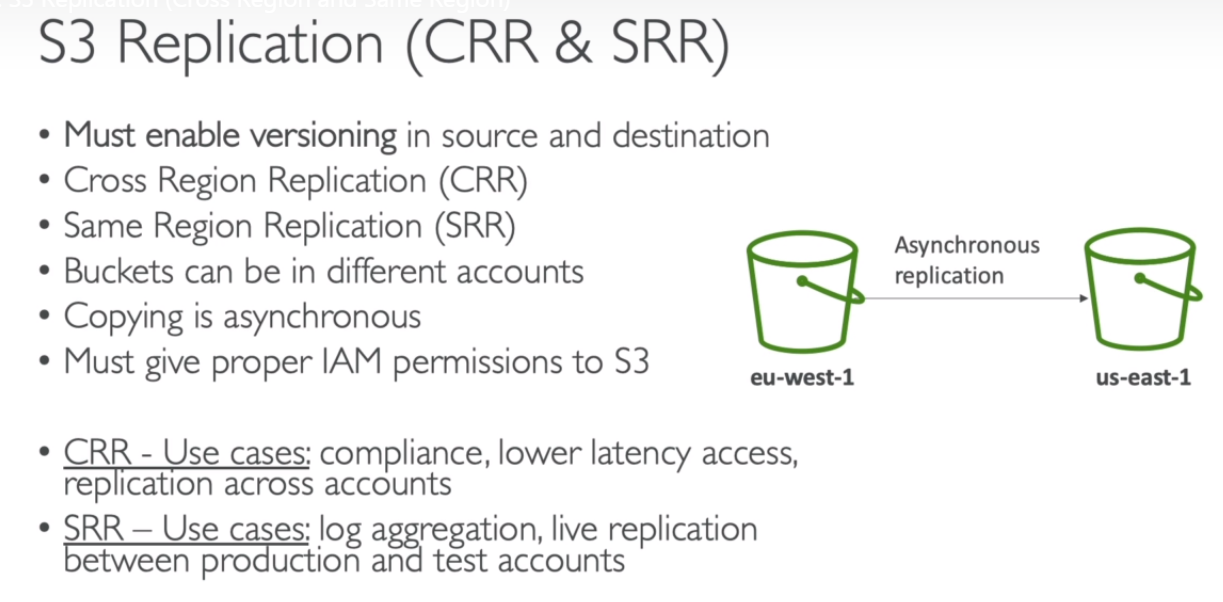 S3 Replication (CRR & SRR)
• Must enable versioning in source and destination
• Cross Region Replication (CRR)
• Same Region Replication (SRR)
• Buckets can be in different accounts
• Copying is asynchronous
• Must give proper IAM permissions to S3
Asynchronous
replication
eu-west-1
us-east-1
• CRR - Use cases: compliance, lower latency access,
replication across accounts
• SRR – Use cases: log aggregation, live replication
between production and test accounts